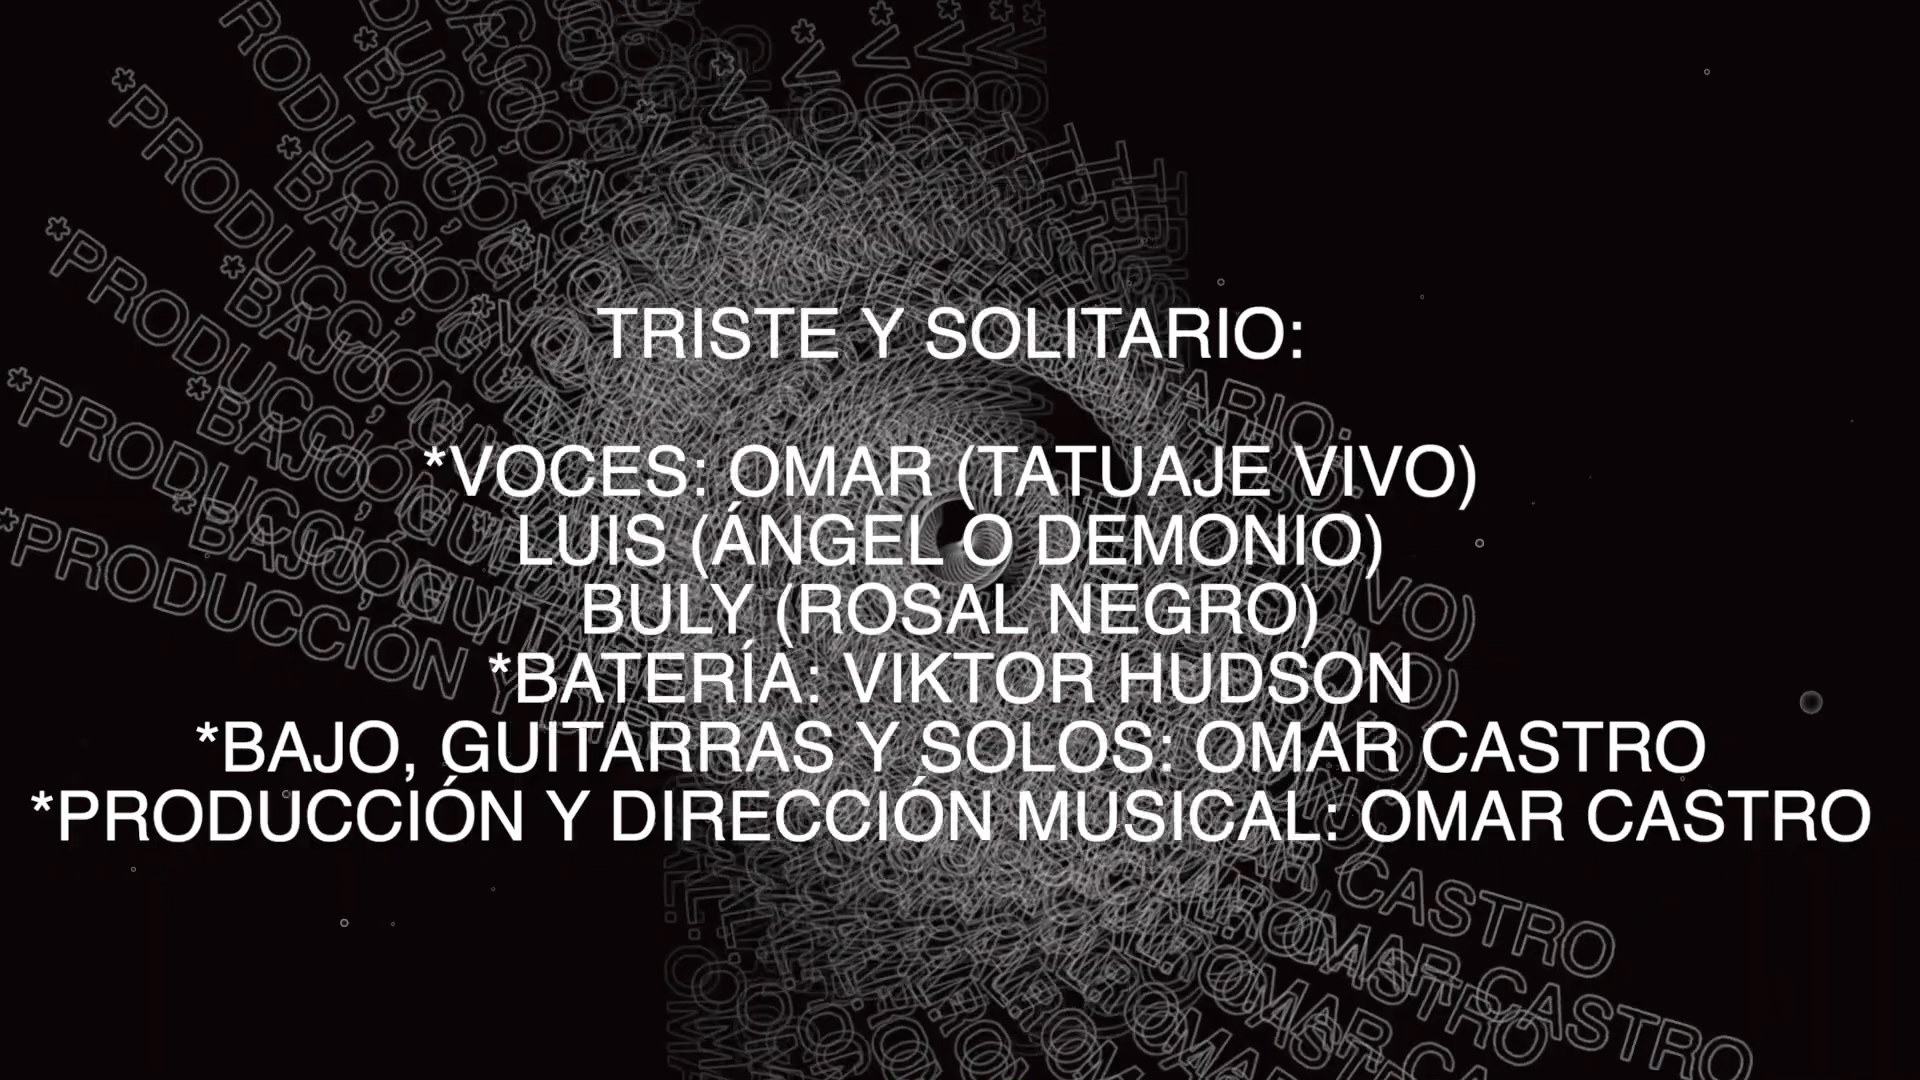 TRISTE Y SOLITARIO:
*VOCES: OMAR (TATUAJE VIVO)
LUIS (ÁNGEL O DEMONIO)
BULY (ROSAL NEGRO)
*BATERÍA: VIKTOR HUDSON
*BAJO, GUITARRAS Y SOLOS: OMAR CASTRO
*PRODUCCIÓN Y DIRECCIÓN MUSICAL: OMAR CASTRO